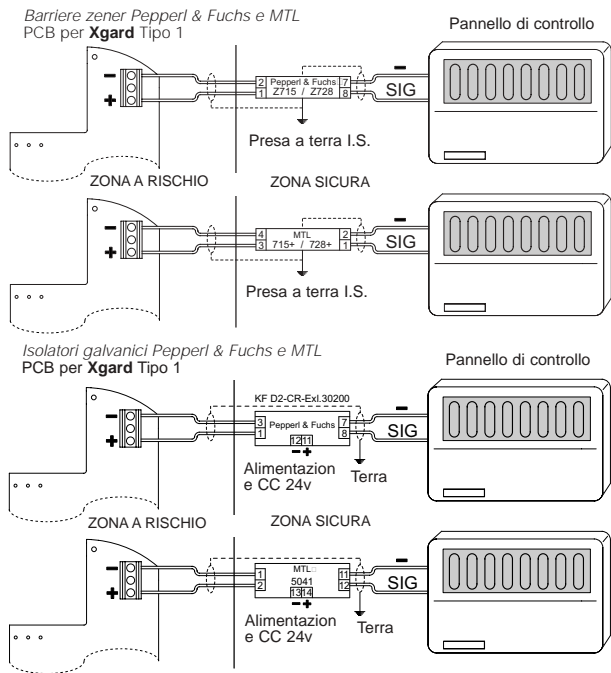 Barriere zener Pepperl & Fuchs e MTL
PCB per Xgard Tipo 1
Pannello di controllo
-
+
2
1
Pepperl & Fuchs
Z715 / Z728
7
8
-
SIG
Presa a terra I.S.
ZONA A RISCHIO
ZONA SICURA
-
+
4
3
MTL
715+ / 728+
2
1
-
SIG
Presa a terra I.S.
Isolatori galvanici Pepperl & Fuchs e MTL
PCB per Xgard Tipo 1
Pannello di controllo
KF D2-CR-Exl.30200
-
+
3
1
Pepperl & Fuchs
7
8
12 11
- +
-
SIG
Alimentazion
e CC 24v
Terra
ZONA A RISCHIO
ZONA SICURA
-
+
1
2
MTL□
5041
11
12
13 14
- +
-
SIG
Alimentazion
e CC 24v
Terra